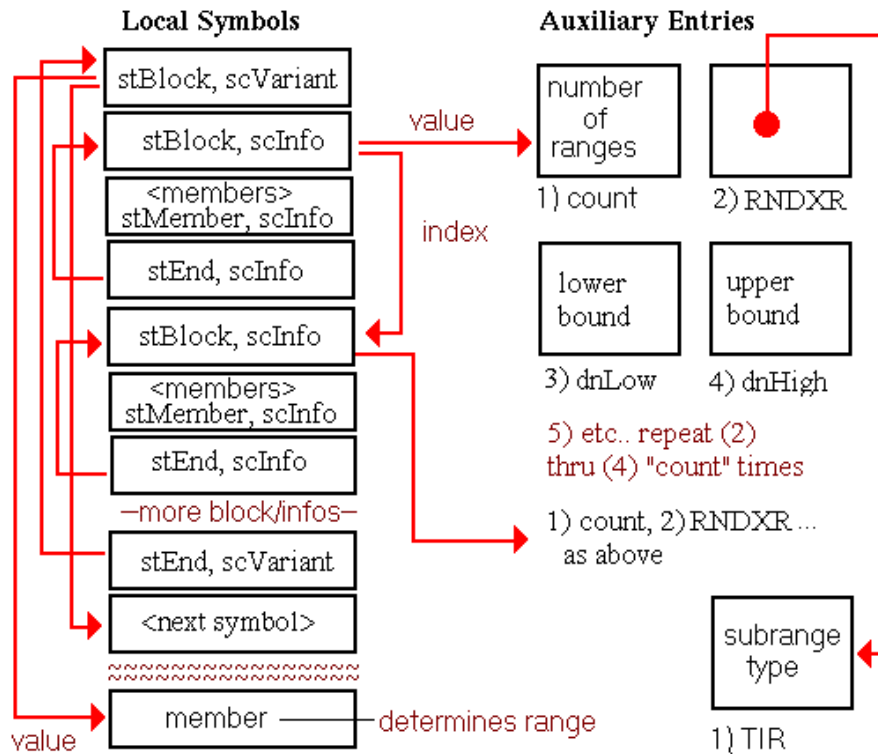 Local Symbols
stBlock, scVariant
stBlock, scInfo
<members>
stMember, scInfo
stEnd, scInfo
stBlock, scInfo
<members>
stMember, scInfo
stEnd, scInfo
—more block/infos—
stEnd, scVariant
<next symbol>
~~~~~~~~~~~~~~~~
~~~~~~~~~~~~~~~~
member
determines range
value
value
index
Auxiliary Entries
number
of
ranges
1) count
2) RNDXR
lower
bound
3) dnLow
upper
bound
4) dnHigh
5) etc.. repeat (2)
thru (4) "count" times
1) count, 2) RNDXR ...
as above
subrange
type
1) TIR